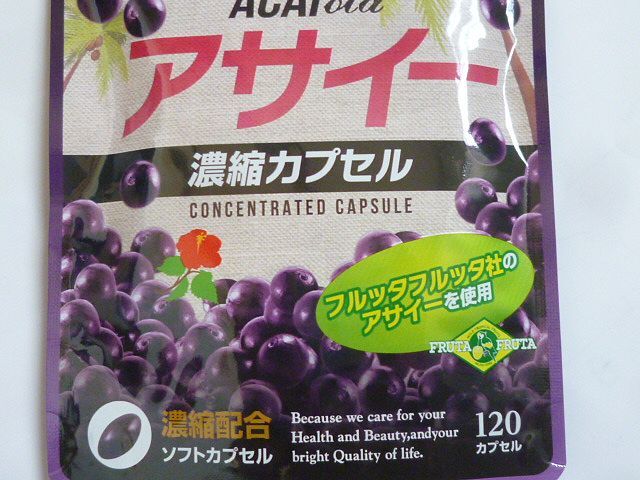 ACAIoid
アサイー
濃縮カプセル
CONCENTRATED CAPSULE
フルッタフルッタ社の
アサイーを使用
FRUTA FRUTA
濃縮配合
ソフトカプセル
Because we care for your
Health and Beauty,andyour
bright Quality of life.
120
カプセル